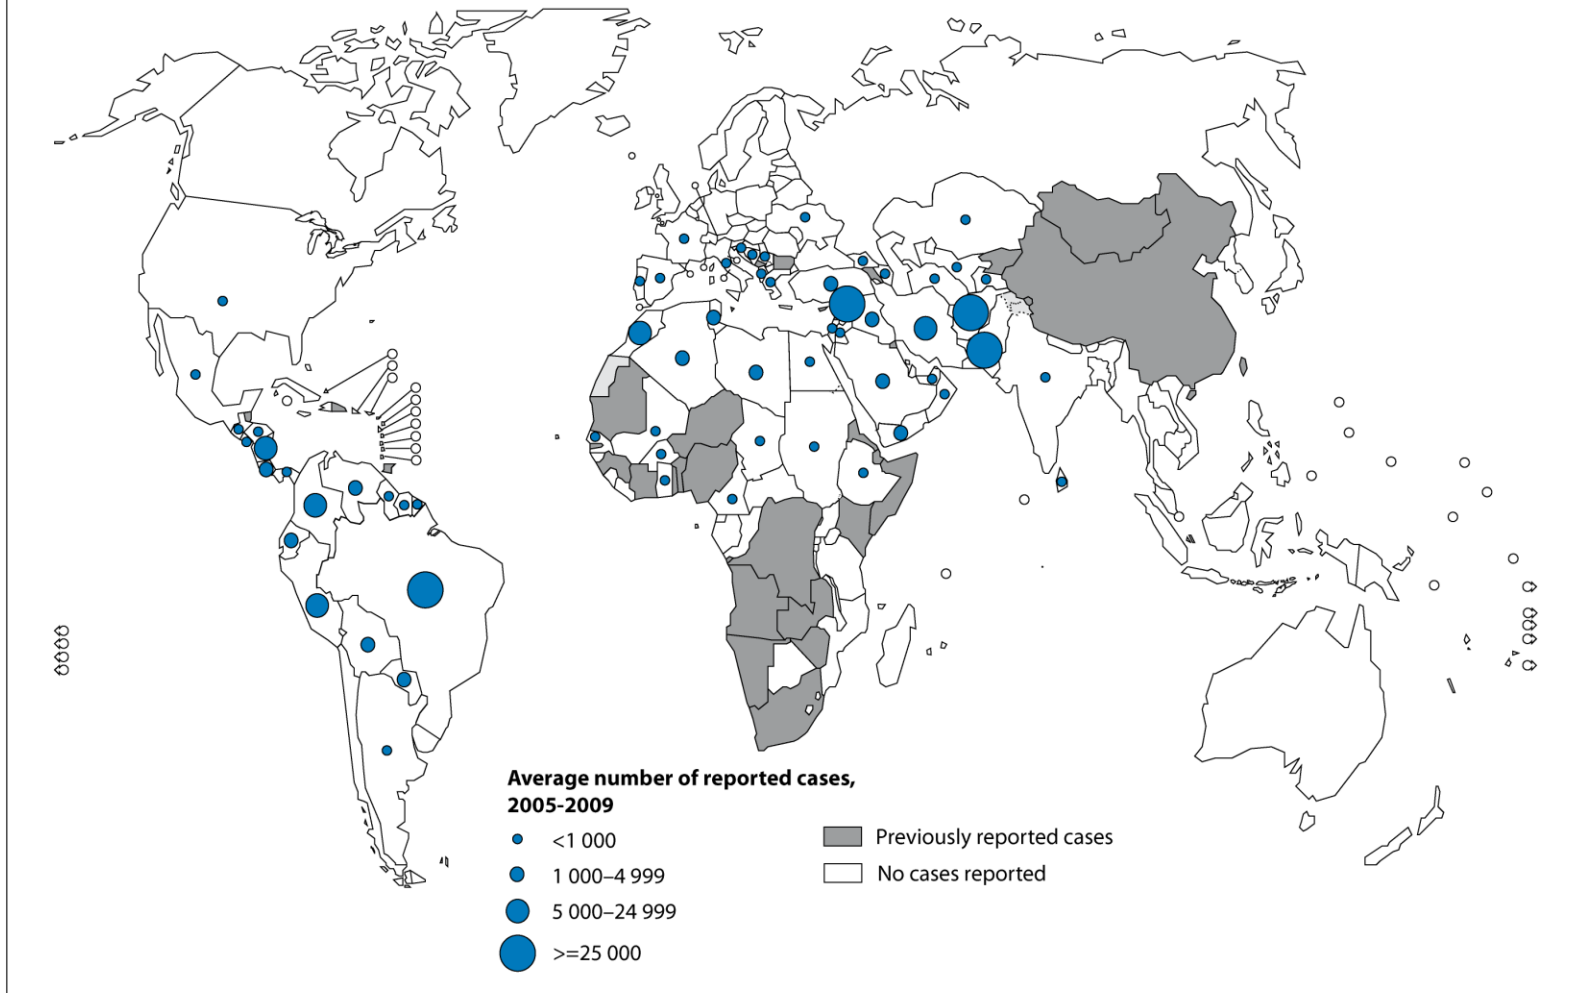 Average number of reported cases,
2005-2009
<1 000
1 000–4 999
5 000–24 999
>=25 000
Previously reported cases
No cases reported